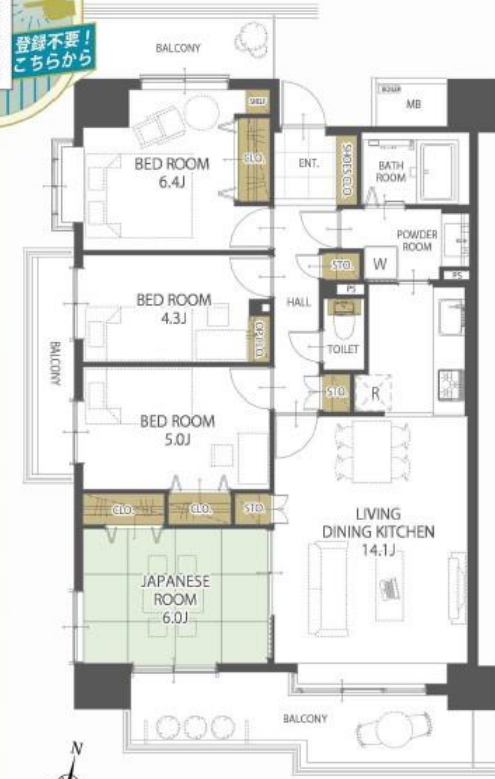 登録不要！
こちらから
BALCONY
SHELF
BOILER
MB
BED ROOM
6.4J
CLO.
ENT.
SHOES CLO.
BATH
ROOM
POWDER
ROOM
STO.
W
PS
PS
BED ROOM
4.3J
HALL
TOILET
BALCONY
BED ROOM
5.0J
STO.
R
CLO.
CLO.
STO.
LIVING
DINING KITCHEN
14.1J
JAPANESE
ROOM
6.0J
BALCONY
N